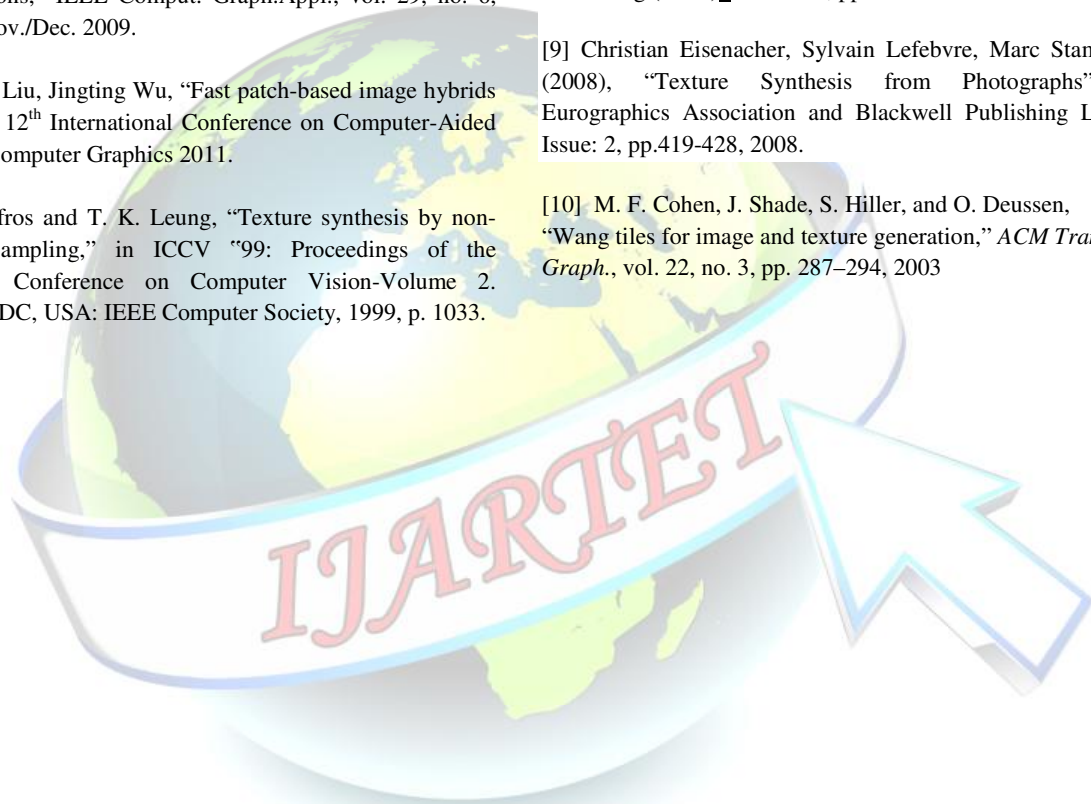 IEEE Comput. Graph.Appl., vol. 29, no. 6,
ov./Dec. 2009.
Liu, Jingting Wu, “Fast patch-based image hybrids
12th International Conference on Computer-Aided
omputer Graphics 2011.
fros and T. K. Leung, “Texture synthesis by non-
ampling,” in ICCV “99: Proceedings of the
Conference on Computer Vision-Volume 2.
DC, USA: IEEE Computer Society, 1999, p. 1033.
[9] Christian Eisenacher, Sylvain Lefebvre, Marc Stam
(2008), “Texture Synthesis from Photographs”
Eurographics Association and Blackwell Publishing L
Issue: 2, pp.419-428, 2008.
[10] M. F. Cohen, J. Shade, S. Hiller, and O. Deussen,
“Wang tiles for image and texture generation,” ACM Tra
Graph., vol. 22, no. 3, pp. 287–294, 2003
IJARTET